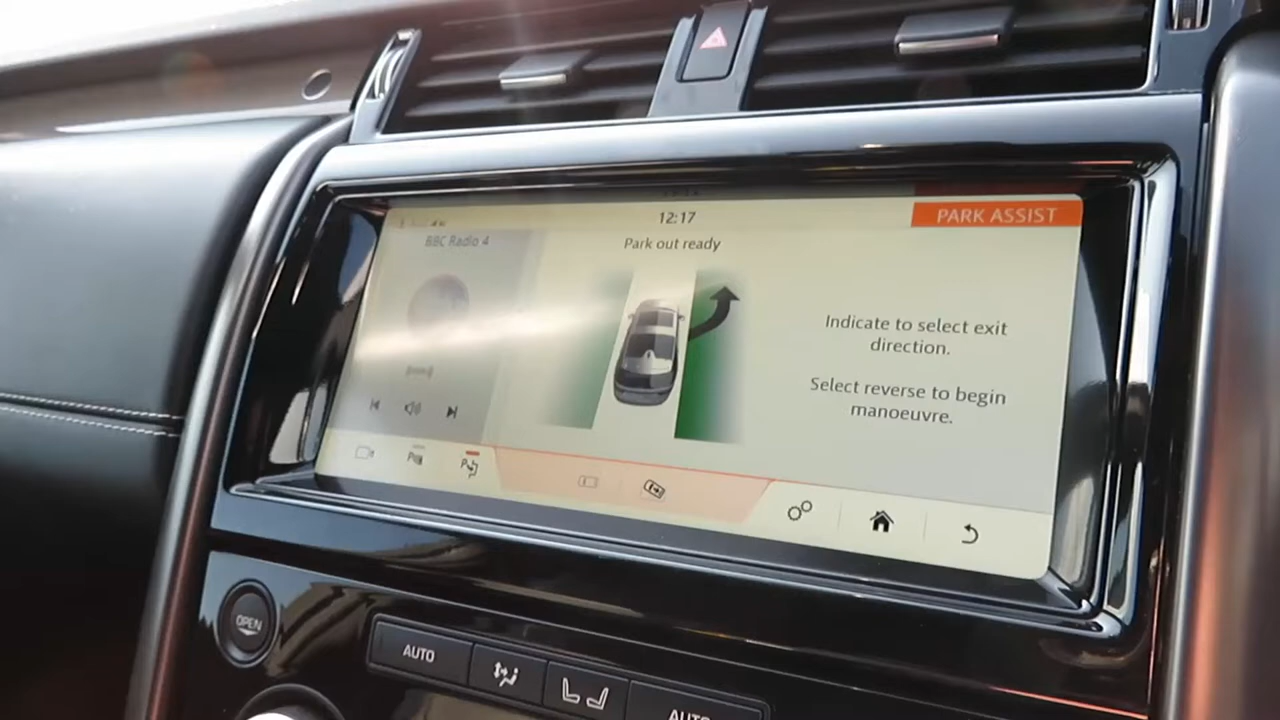 12:17
PARK ASSIST
BBC Radio 4
Park out ready
Indicate to select exit
direction.
Select reverse to begin
manoeuvre.
OPEN
AUTO
AUTO